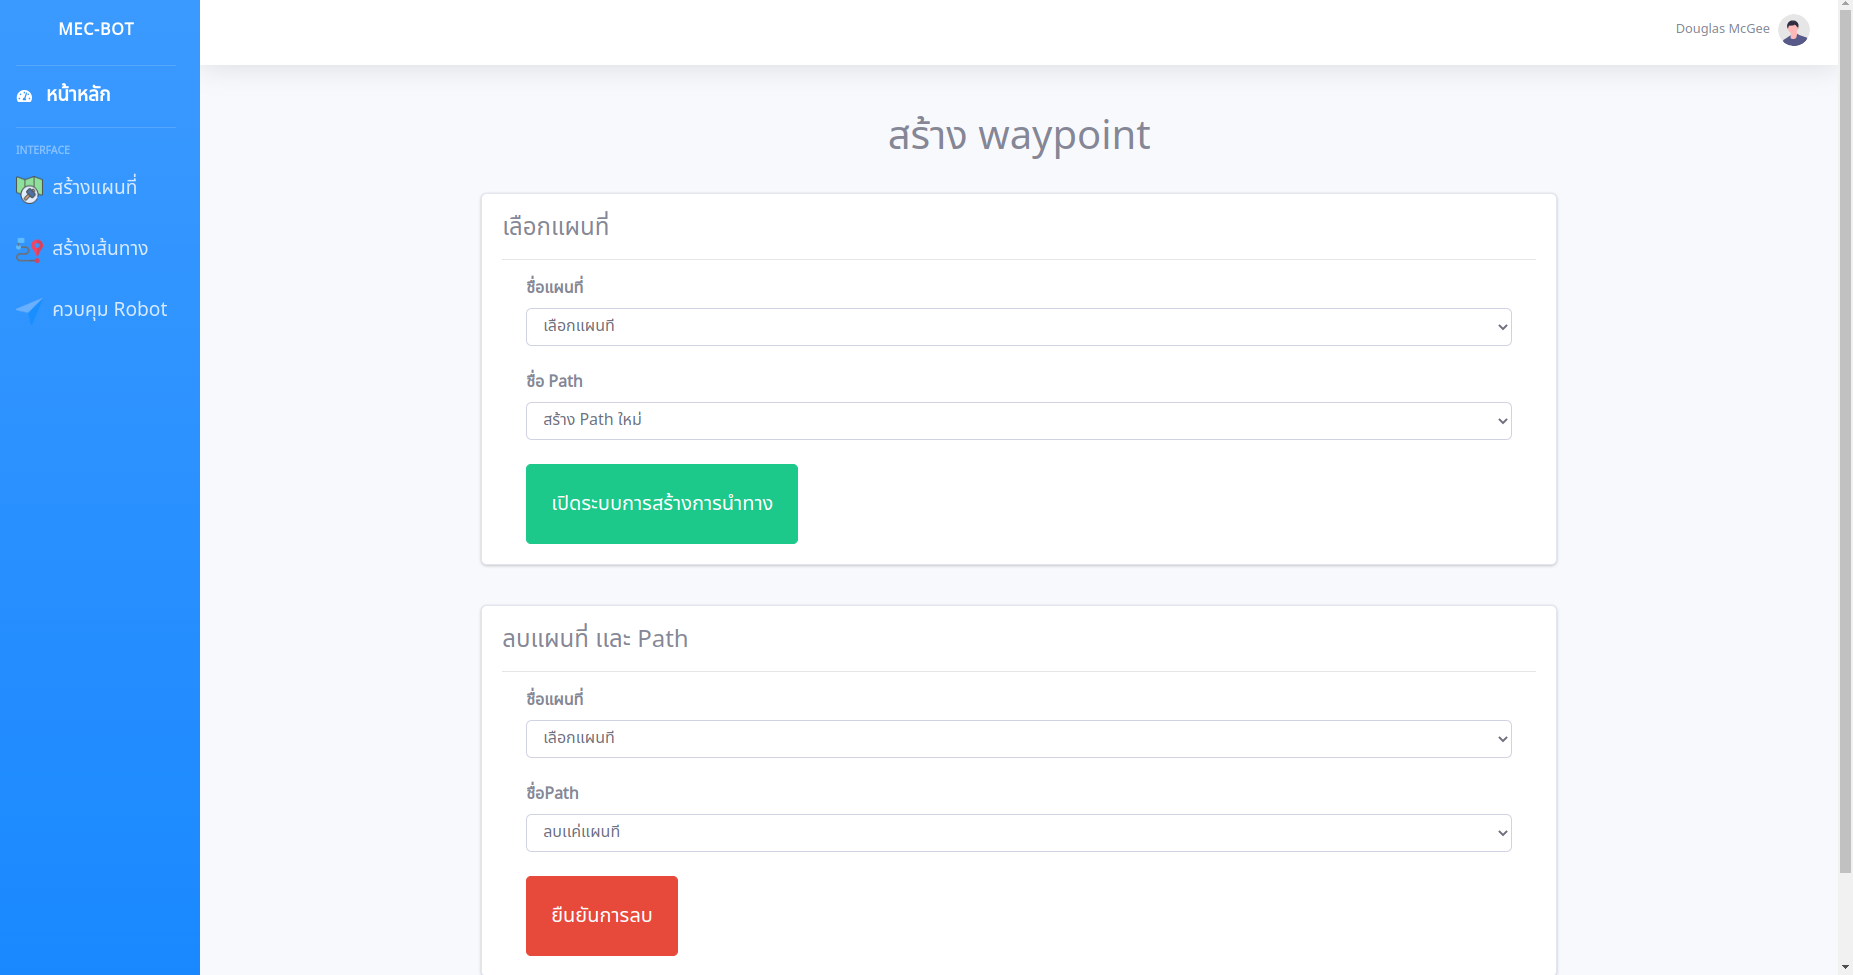 MEC-BOT
Douglas McGee
หน้าหลัก
INTERFACE
สร้างแผนที่
สร้างเส้นทาง
ควบคุม Robot
สร้าง waypoint
เลือกแผนที่
ชื่อแผนที่
เลือกแผนที่
ชื่อ Path
สร้าง Path ใหม่
เปิดระบบการสร้างการนำทาง
ลบแผนที่ และ Path
ชื่อแผนที่
เลือกแผนที่
ชื่อPath
ลบแค่แผนที่
ยืนยันการลบ